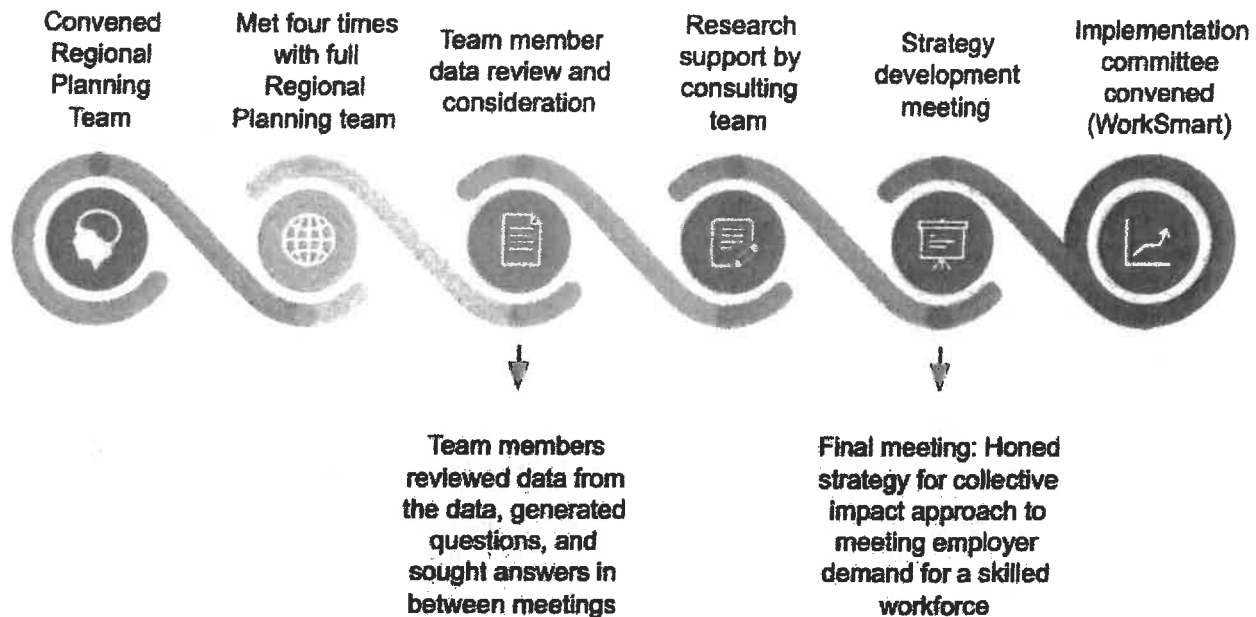 Convened
Regional
Planning
Team
Met four times
with full
Regional
Planning team
Team member
data review and
consideration
Research
support by
consulting
team
Strategy
development
meeting
Implementation
committee
convened
(WorkSmart)
Team members
reviewed data from
the data, generated
questions, and
sought answers in
between meetings
Final meeting: Honed
strategy for collective
impact approach to
meeting employer
demand for a skilled
workforce